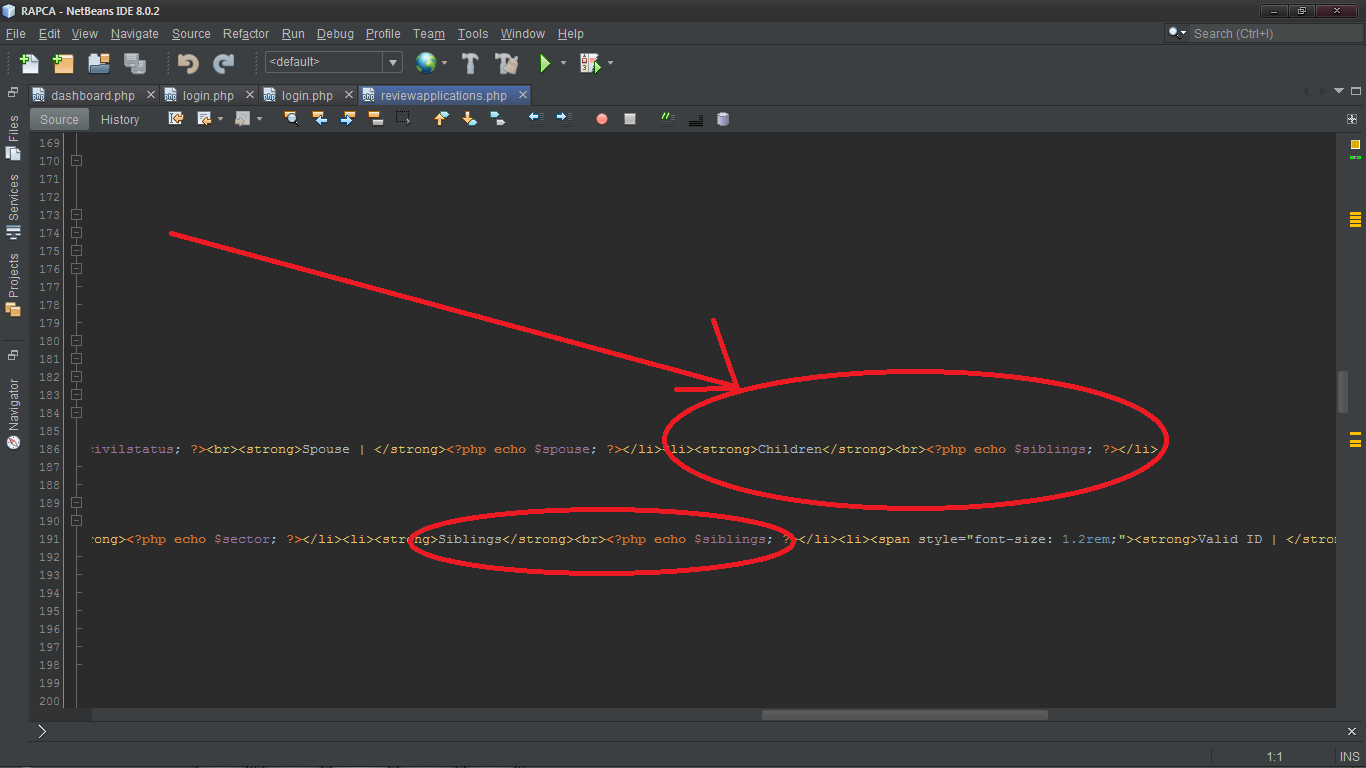 RAPCA - NetBeans IDE 8.0.2
File Edit View Navigate Source Refactor Run Debug Profile Team Tools Window Help
Search (Ctrl+I)
<default>
dashboard.php login.php login.php reviewapplications.php
Source History
Files
Services
Projects
Navigator
169
170
171
172
173
174
175
176
177
178
179
180
181
182
183
184
185
186 civilstatus; ?><br><strong>Spouse | </strong><?php echo $spouse; ?></li><li><strong>Children</strong><br><?php echo $siblings; ?></li>
187
188
189
190
191 rong><?php echo $sector; ?></li><li><strong>Siblings</strong><br><?php echo $siblings; ?></li><li><span style="font-size: 1.2rem;"><strong>Valid ID | </stron
192
193
194
195
196
197
198
199
200
1:1 INS